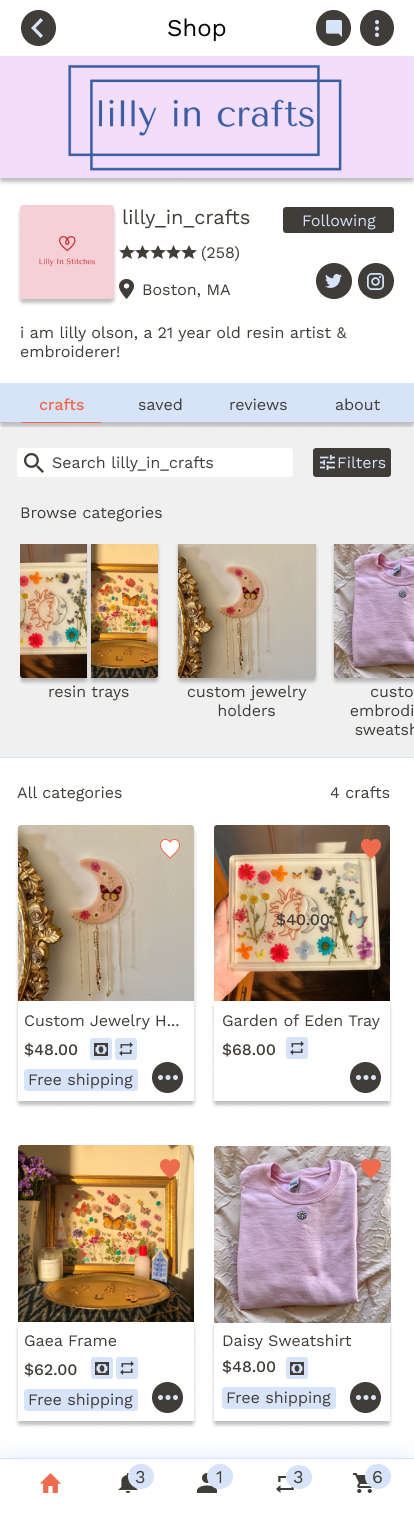 Shop
lilly in crafts
lilly_in_crafts
Following
Lilly In Stitches
(258)
Boston, MA
i am lilly olson, a 21 year old resin artist &
embroiderer!
crafts
saved
reviews
about
Search lilly_in_crafts
Filters
Browse categories
resin trays
custom jewelry
holders
custo
embrodi
sweatsh
All categories
4 crafts
Custom Jewelry H...
$48.00
Free shipping
$40.00
Garden of Eden Tray
$68.00
Gaea Frame
$62.00
Free shipping
Daisy Sweatshirt
$48.00
Free shipping
3
1
3
6